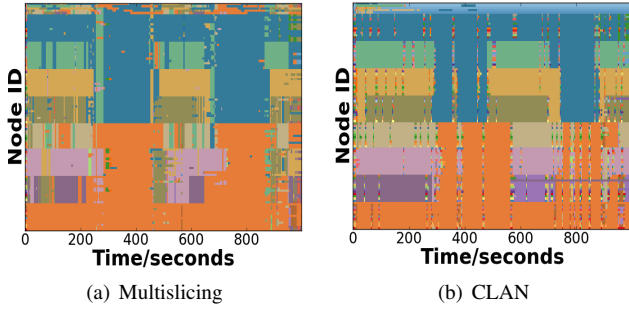 Node ID
0 200 400 600 800
Time/seconds
(a) Multislicing
Node ID
0 200 400 600 800
Time/seconds
(b) CLAN